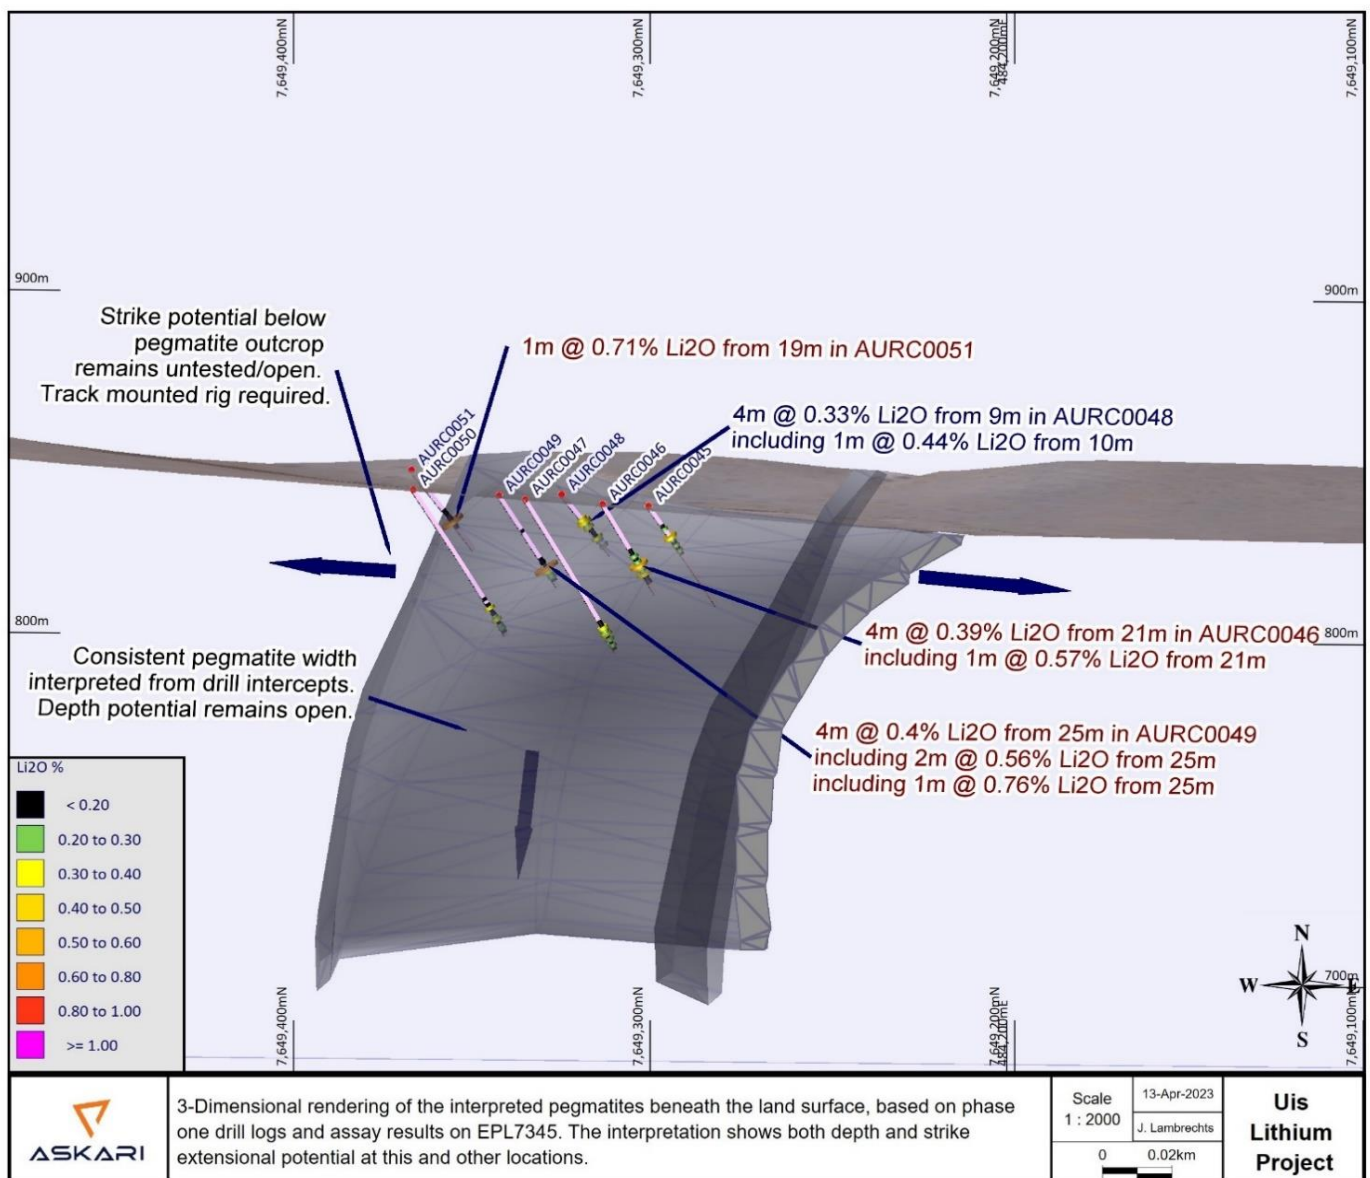 7,649,400mN
7,649,300mN
7,649,200mN
484,200mE
7,649,100mN
900m
900m
Strike potential below
pegmatite outcrop
remains untested/open.
Track mounted rig required.
1m @ 0.71% Li2O from 19m in AURC0051
4m @ 0.33% Li2O from 9m in AURC0048
including 1m @ 0.44% Li2O from 10m
AURC0051
AURC0050
AURC0049
AURC0047
AURC0048
AURC0046
AURC0045
800m
800m
4m @ 0.39% Li2O from 21m in AURC0046
including 1m @ 0.57% Li2O from 21m
Consistent pegmatite width
interpreted from drill intercepts.
Depth potential remains open.
4m @ 0.4% Li2O from 25m in AURC0049
including 2m @ 0.56% Li2O from 25m
including 1m @ 0.76% Li2O from 25m
Li2O %
< 0.20
0.20 to 0.30
0.30 to 0.40
0.40 to 0.50
0.50 to 0.60
0.60 to 0.80
0.80 to 1.00
>= 1.00
N
W
E
S
700m
7,649,400mN
7,649,300mN
7,649,200mN
484,200mE
7,649,100mN
ASKARI
3-Dimensional rendering of the interpreted pegmatites beneath the land surface, based on phase
one drill logs and assay results on EPL7345. The interpretation shows both depth and strike
extensional potential at this and other locations.
Scale
1 : 2000
13-Apr-2023
J. Lambrechts
0 0.02km
Uis
Lithium
Project